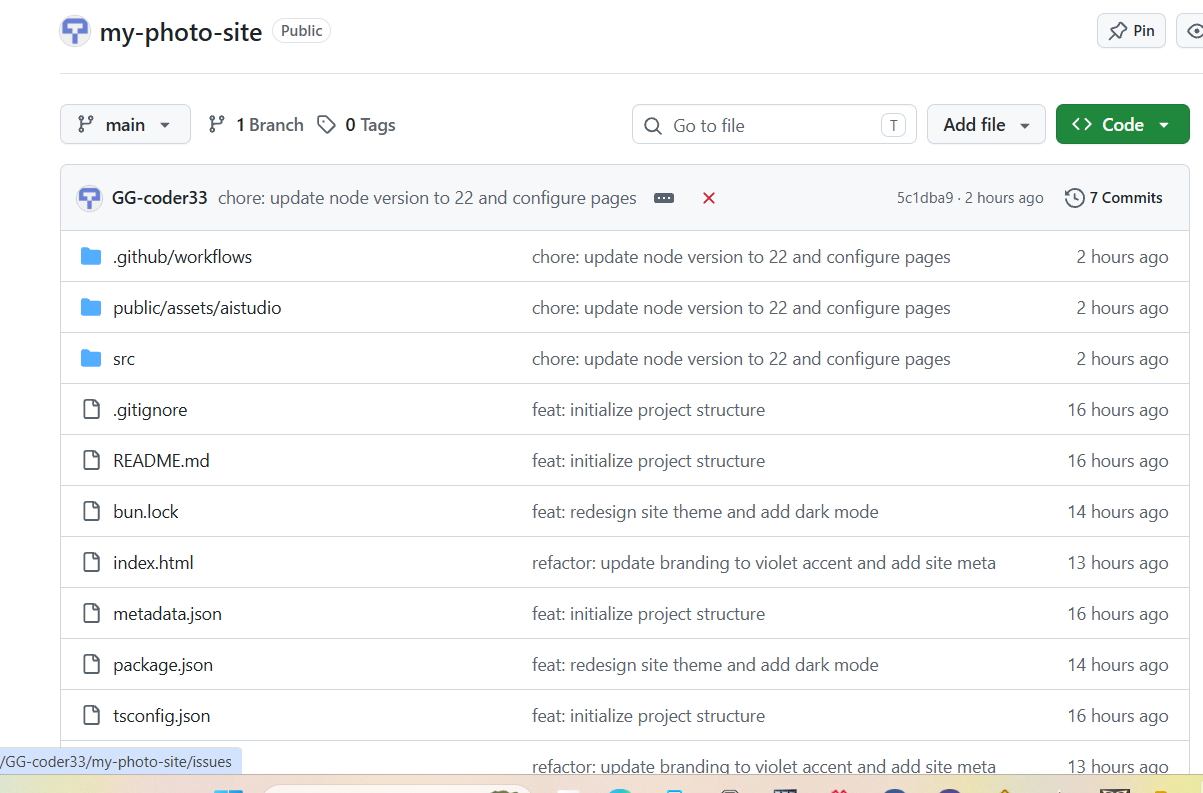 my-photo-site Public Pin
main 1 Branch 0 Tags Go to file T Add file Code
GG-coder33 chore: update node version to 22 and configure pages 5c1dba9 · 2 hours ago 7 Commits
.github/workflows chore: update node version to 22 and configure pages 2 hours ago
public/assets/aistudio chore: update node version to 22 and configure pages 2 hours ago
src chore: update node version to 22 and configure pages 2 hours ago
.gitignore feat: initialize project structure 16 hours ago
README.md feat: initialize project structure 16 hours ago
bun.lock feat: redesign site theme and add dark mode 14 hours ago
index.html refactor: update branding to violet accent and add site meta 13 hours ago
metadata.json feat: initialize project structure 16 hours ago
package.json feat: redesign site theme and add dark mode 14 hours ago
tsconfig.json feat: initialize project structure 16 hours ago
/GG-coder33/my-photo-site/issues refactor: update branding to violet accent and add site meta 13 hours ago